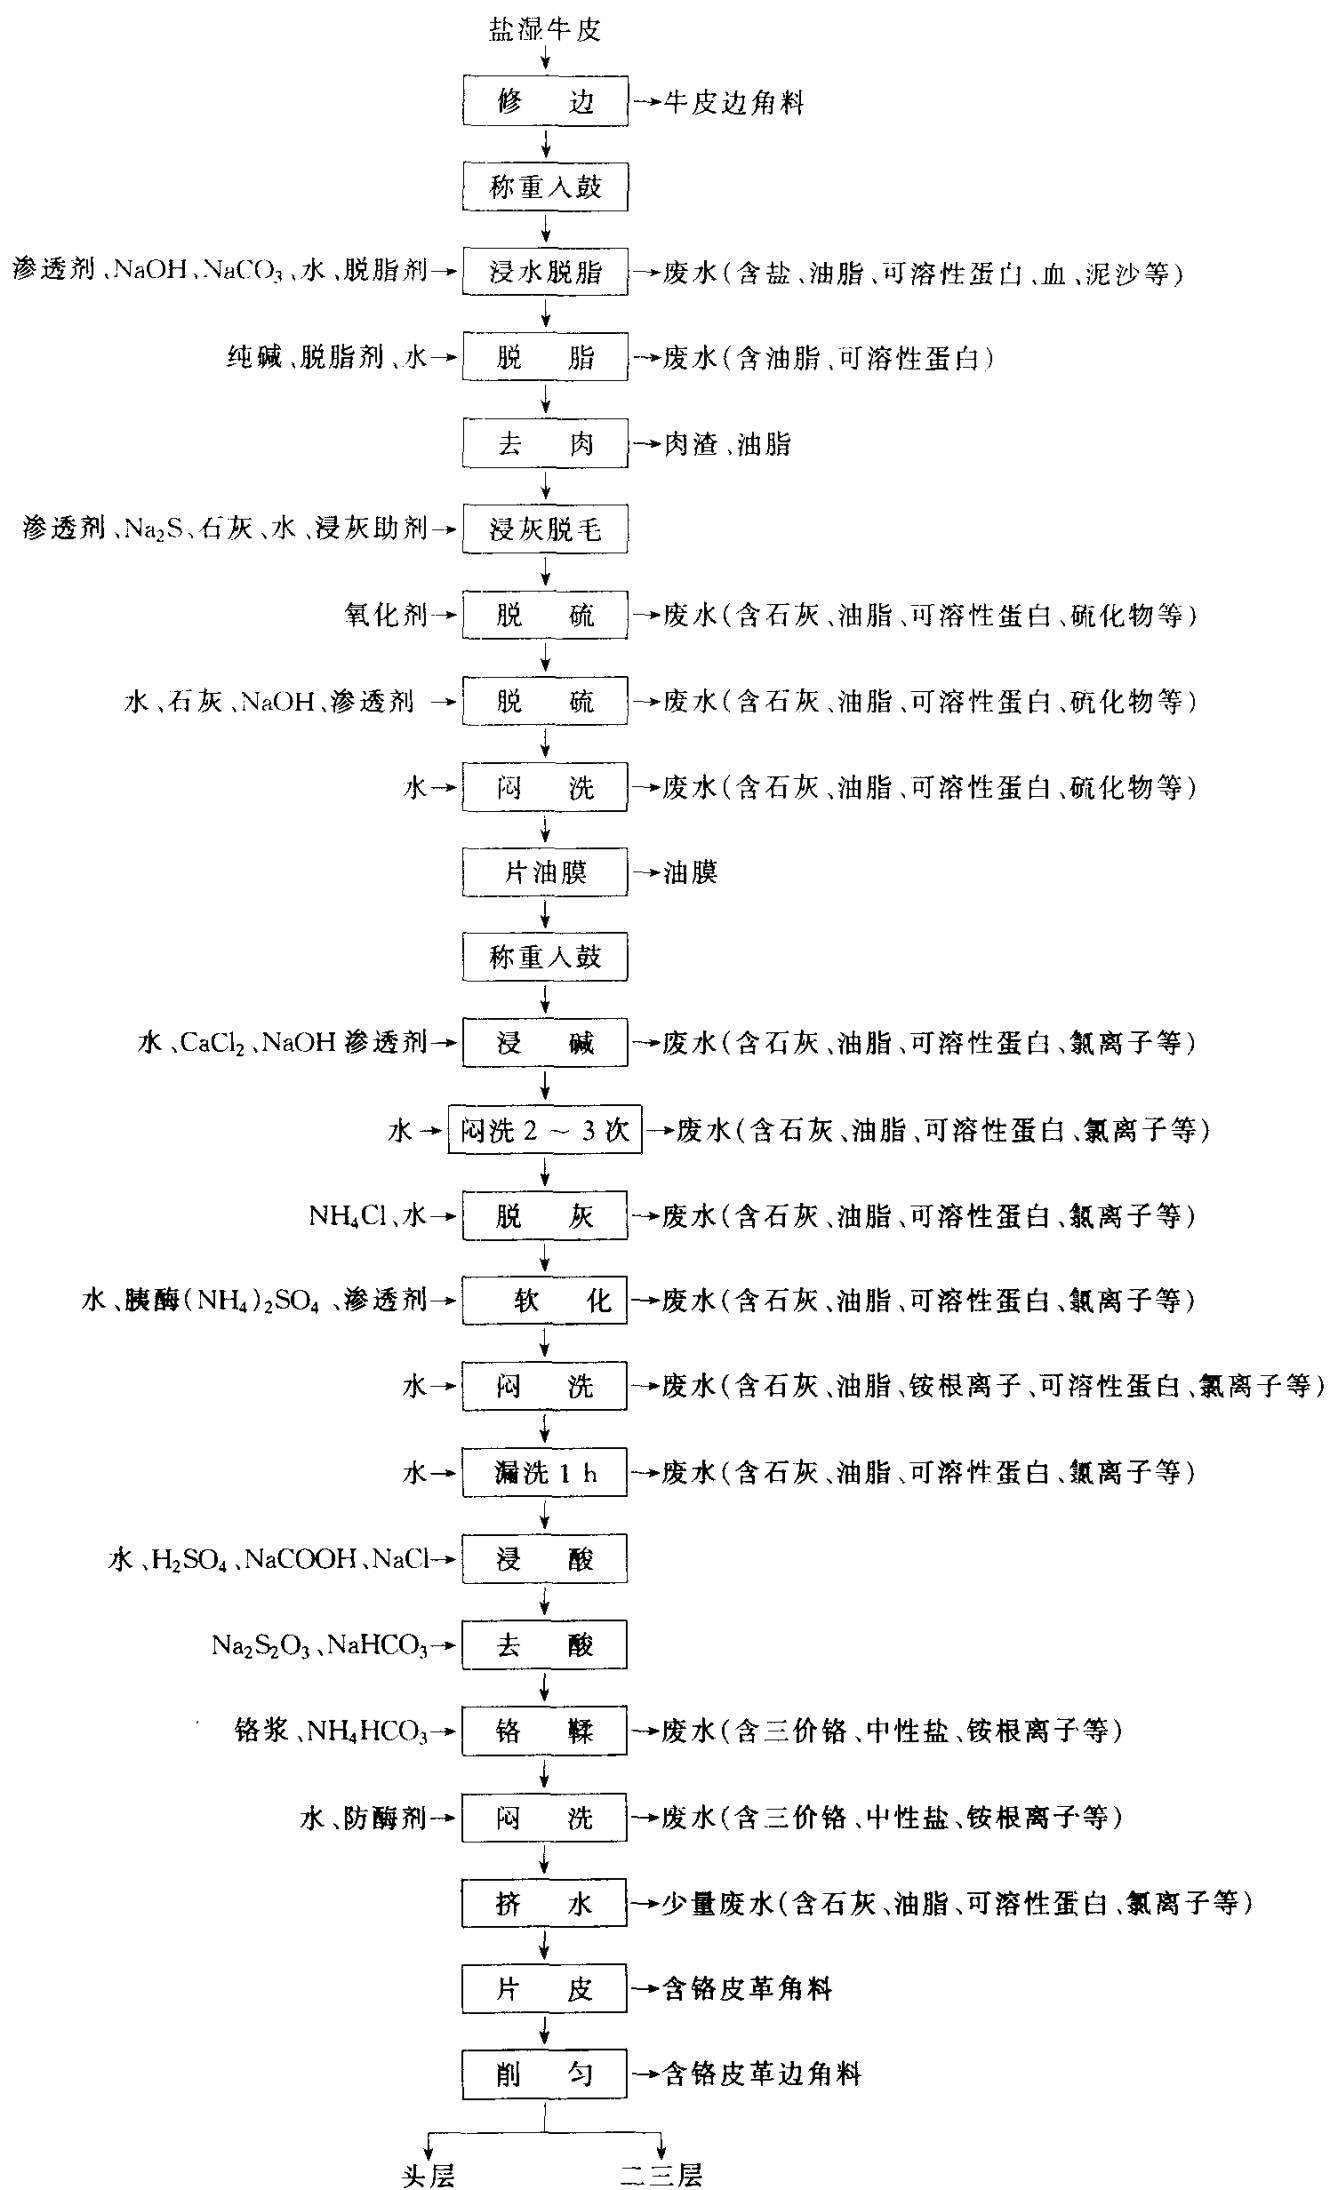 盐湿牛皮
修 边→牛皮边角料
称重入鼓
渗透剂、NaOH、NaCO₃、水、脱脂剂→浸水脱脂→废水(含盐、油脂、可溶性蛋白、血、泥沙等)
纯碱、脱脂剂、水→脱 脂→废水(含油脂、可溶性蛋白)
去 肉→肉渣、油脂
渗透剂、Na₂S、石灰、水、浸灰助剂→浸灰脱毛
氧化剂→脱 硫→废水(含石灰、油脂、可溶性蛋白、硫化物等)
水、石灰、NaOH、渗透剂→脱 硫→废水(含石灰、油脂、可溶性蛋白、硫化物等)
水→闷 洗→废水(含石灰、油脂、可溶性蛋白、硫化物等)
片油膜→油膜
称重入鼓
水、CaCl₂、NaOH 渗透剂→浸 碱→废水(含石灰、油脂、可溶性蛋白、氯离子等)
水→闷洗 2 ~ 3 次→废水(含石灰、油脂、可溶性蛋白、氯离子等)
NH₄Cl、水→脱 灰→废水(含石灰、油脂、可溶性蛋白、氯离子等)
水、胰酶(NH₄)₂SO₄、渗透剂→软 化→废水(含石灰、油脂、可溶性蛋白、氯离子等)
水→闷 洗→废水(含石灰、油脂、铵根离子、可溶性蛋白、氯离子等)
水→漏洗 1 h→废水(含石灰、油脂、可溶性蛋白、氯离子等)
水、H₂SO₄、NaCOOH、NaCl→浸 酸
Na₂S₂O₃、NaHCO₃→去 酸
铬浆、NH₄HCO₃→铬 鞣→废水(含三价铬、中性盐、铵根离子等)
水、防酶剂→闷 洗→废水(含三价铬、中性盐、铵根离子等)
挤 水→少量废水(含石灰、油脂、可溶性蛋白、氯离子等)
片 皮→含铬皮革角料
削 匀→含铬皮革边角料
头层 二三层